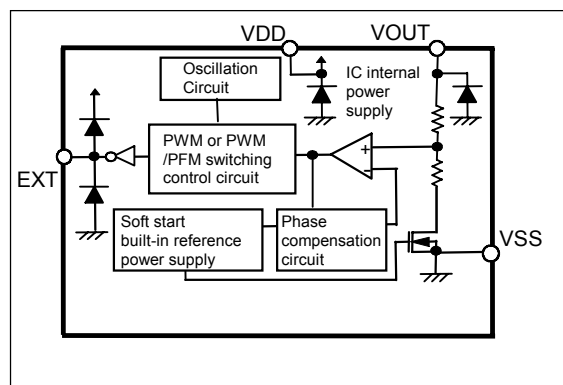 VDD
VOUT
Oscillation
Circuit
IC internal
power
supply
PWM or PWM
/PFM switching
control circuit
+
−
EXT
Soft start
built-in reference
power supply
Phase
compensation
circuit
VSS